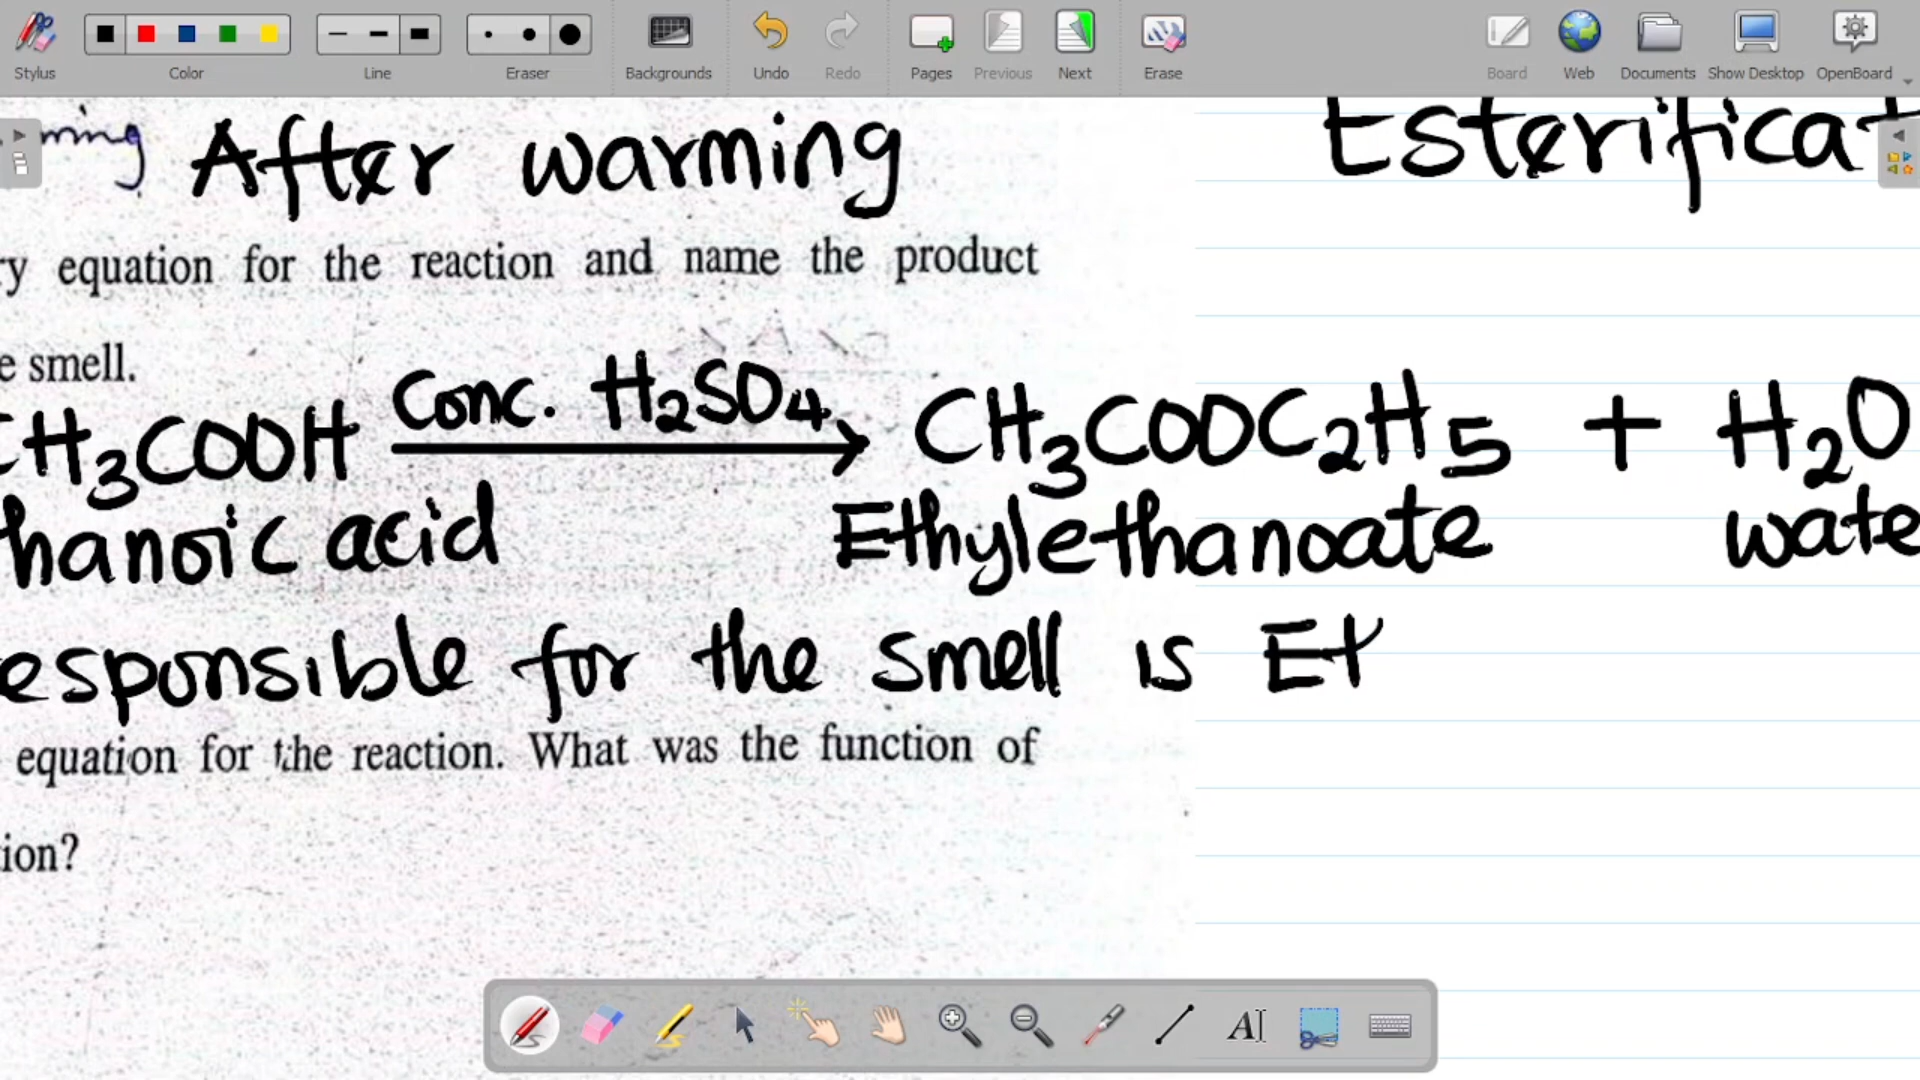 Stylus Color Line Eraser Backgrounds Undo Redo Pages Previous Next Erase Board Web Documents Show Desktop OpenBoard
ming After warming Esterificat
ry equation for the reaction and name the product
e smell.
CH3COOH Conc. H2SO4 → CH3COOC2H5 + H2O
hanoic acid Ethylethanoate wate
esponsible for the smell is Et
equation for the reaction. What was the function of
ion?